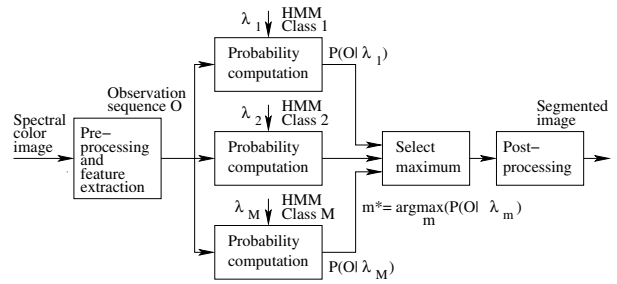 λ 1 HMM
Class 1
Probability
computation
P(O| λ 1)
Observation
sequence O
Spectral
color
image
Pre-
processing
and
feature
extraction
λ 2 HMM
Class 2
Probability
computation
Select
maximum
Segmented
image
Post-
processing
λ M HMM
Class M
Probability
computation
P(O| λ M)
m*= argmax(P(O| λ m)
m